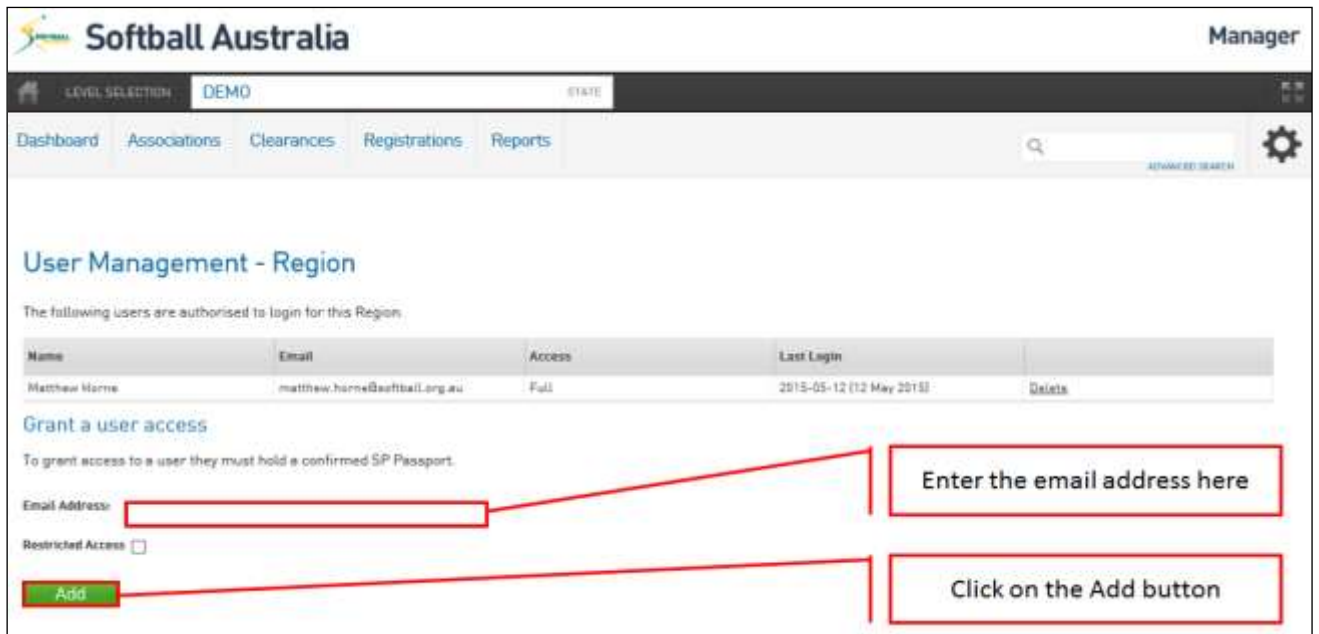 Softball Australia
Manager
LEVEL SELECTION DEMO STATE
Dashboard Associations Clearances Registrations Reports
ADVANCED SEARCH
User Management - Region
The following users are authorised to login for this Region.
Name Email Access Last Login
Matthew Horne matthew.horne@softball.org.au Full 2015-05-12 (12 May 2015) Delete
Grant a user access
To grant access to a user they must hold a confirmed SP Passport.
Enter the email address here
Email Address:
Restricted Access
Add
Click on the Add button